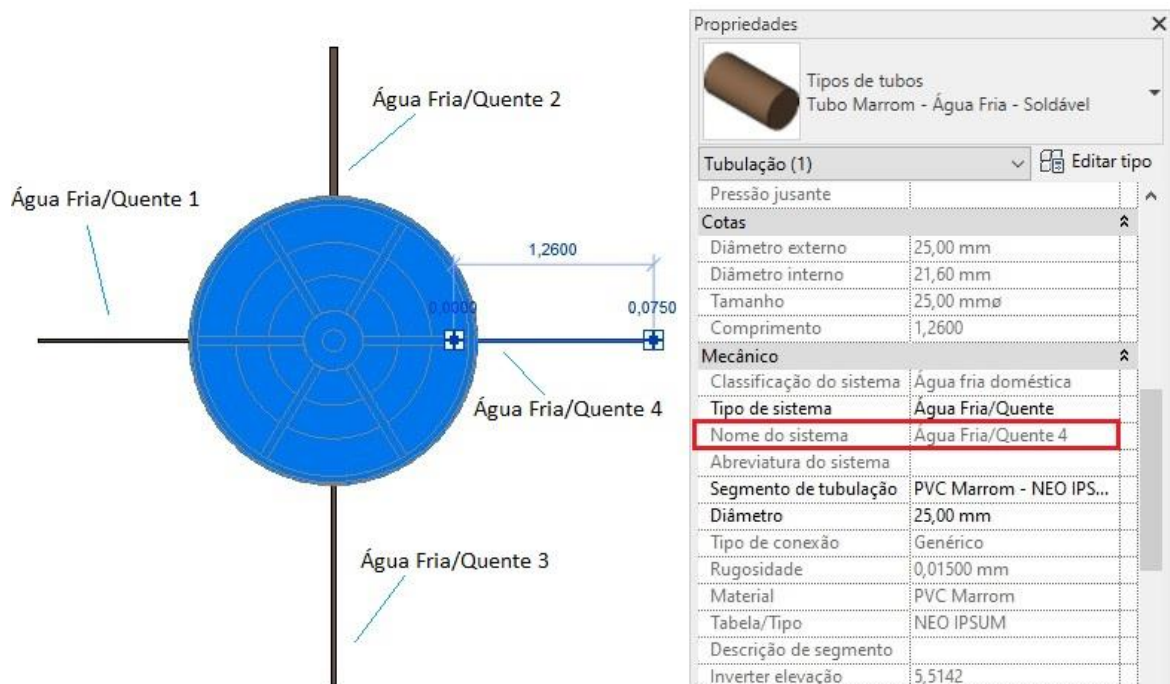 Água Fria/Quente 2
Água Fria/Quente 1
1,2600
0,0000
0,0750
Água Fria/Quente 4
Água Fria/Quente 3
Propriedades
Tipos de tubos
Tubo Marrom - Água Fria - Soldável
Tubulação (1)
Editar tipo
Pressão jusante
Cotas
Diâmetro externo 25,00 mm
Diâmetro interno 21,60 mm
Tamanho 25,00 mmø
Comprimento 1,2600
Mecânico
Classificação do sistema Água fria doméstica
Tipo de sistema Água Fria/Quente
Nome do sistema Água Fria/Quente 4
Abreviatura do sistema
Segmento de tubulação PVC Marrom - NEO IPS...
Diâmetro 25,00 mm
Tipo de conexão Genérico
Rugosidade 0,01500 mm
Material PVC Marrom
Tabela/Tipo NEO IPSUM
Descrição de segmento
Inverter elevação 5,5142